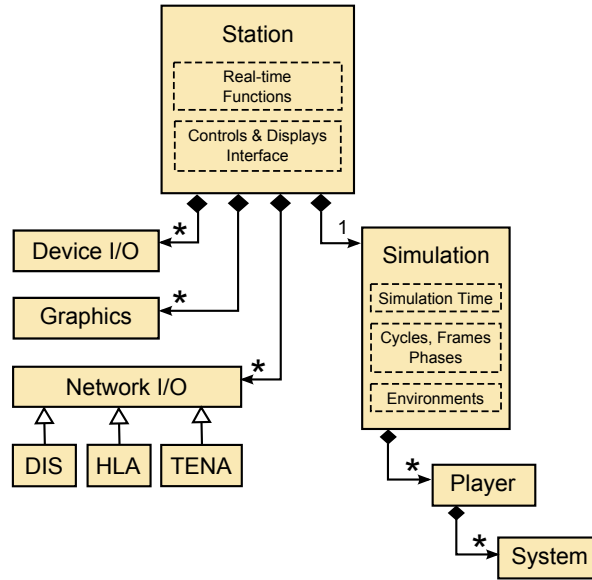 Station
Real-time
Functions
Controls & Displays
Interface
*
Device I/O
*
Graphics
*
Network I/O
DIS
HLA
TENA
1
Simulation
Simulation Time
Cycles, Frames
Phases
Environments
*
Player
*
System